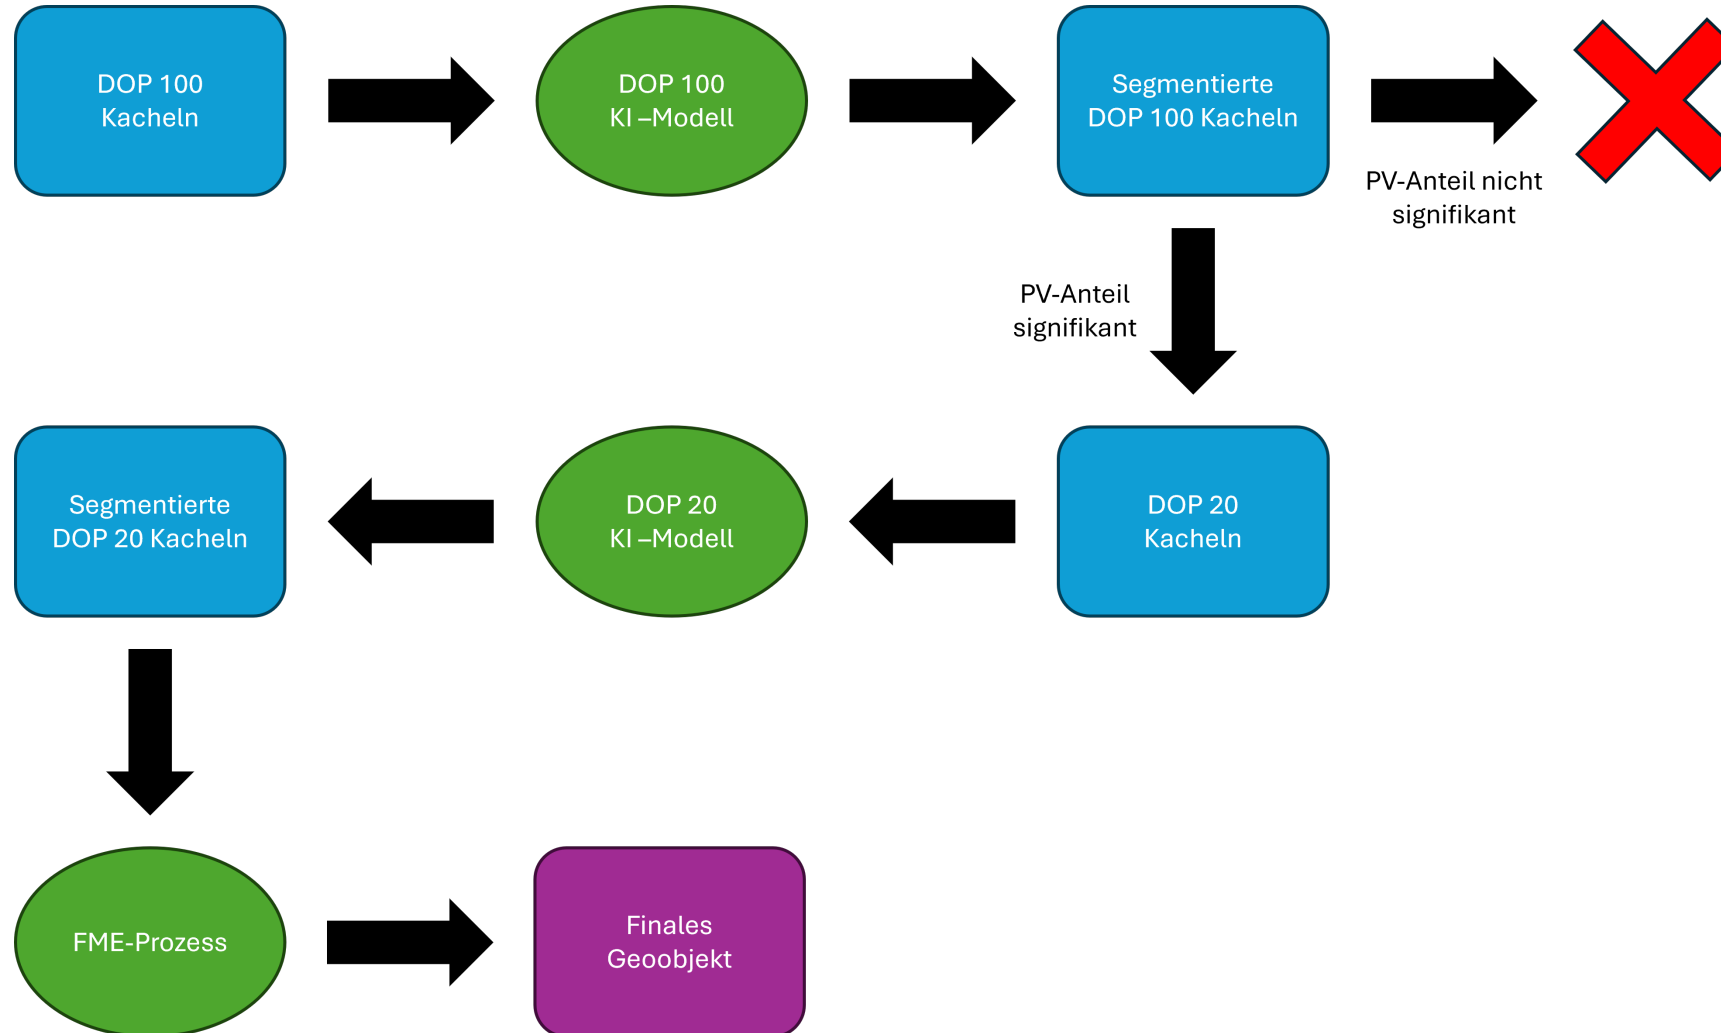 DOP 100
Kacheln
DOP 100
KI –Modell
Segmentierte
DOP 100 Kacheln
PV-Anteil nicht
signifikant
PV-Anteil
signifikant
Segmentierte
DOP 20 Kacheln
DOP 20
KI –Modell
DOP 20
Kacheln
FME-Prozess
Finales
Geoobjekt